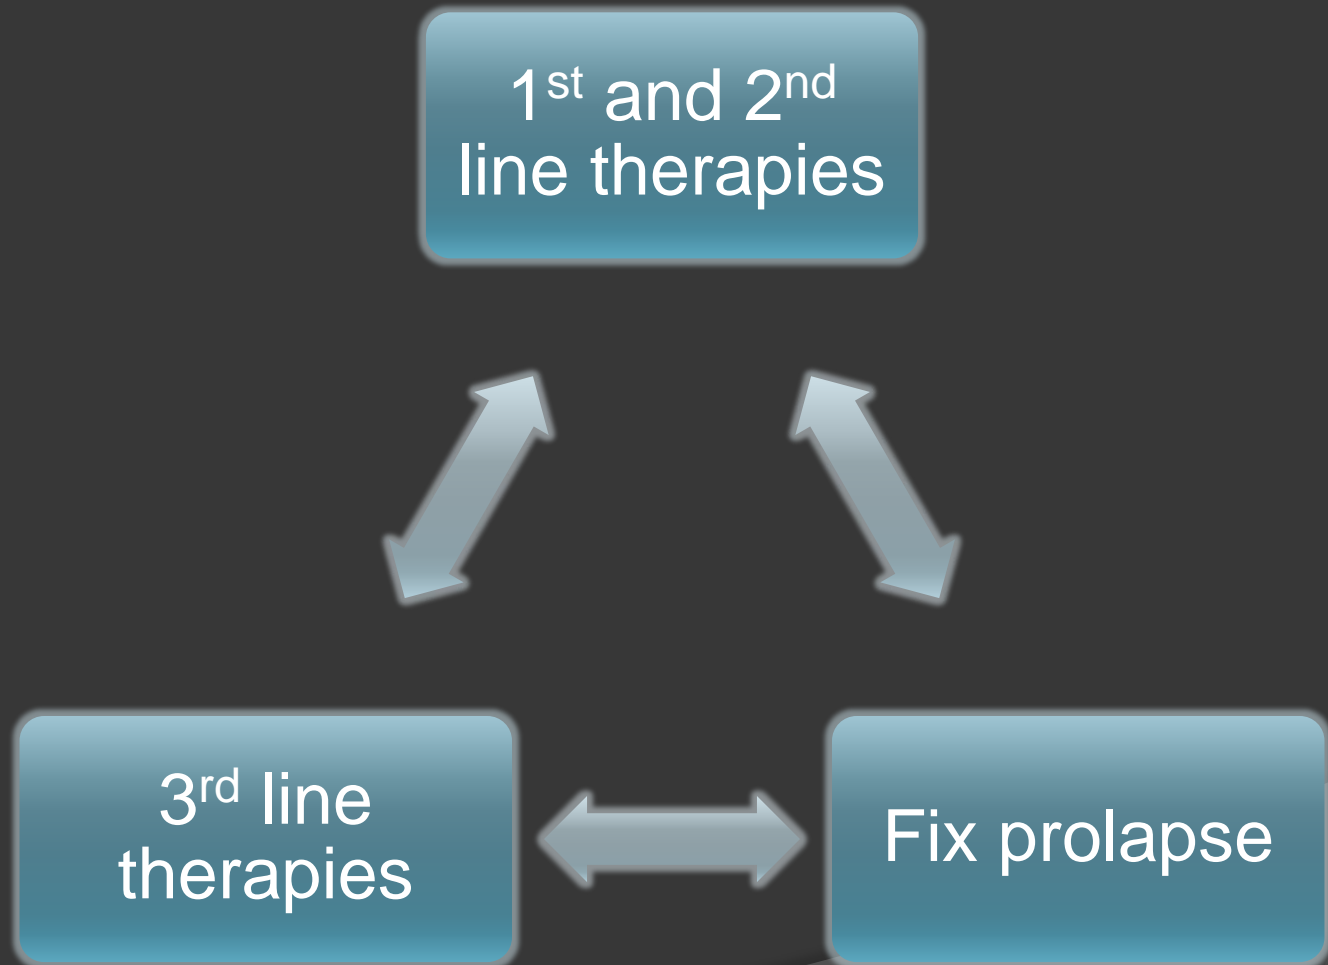 1st and 2nd
line therapies
3rd line
therapies
Fix prolapse